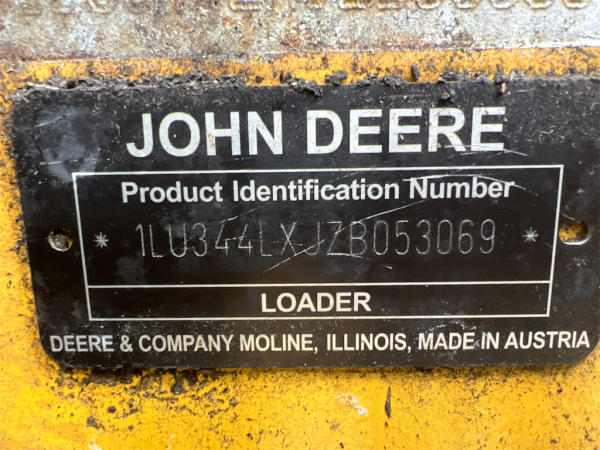 JOHN DEERE
Product Identification Number
* 1LU344LXJZB053069 *
LOADER
DEERE & COMPANY MOLINE, ILLINOIS, MADE IN AUSTRIA